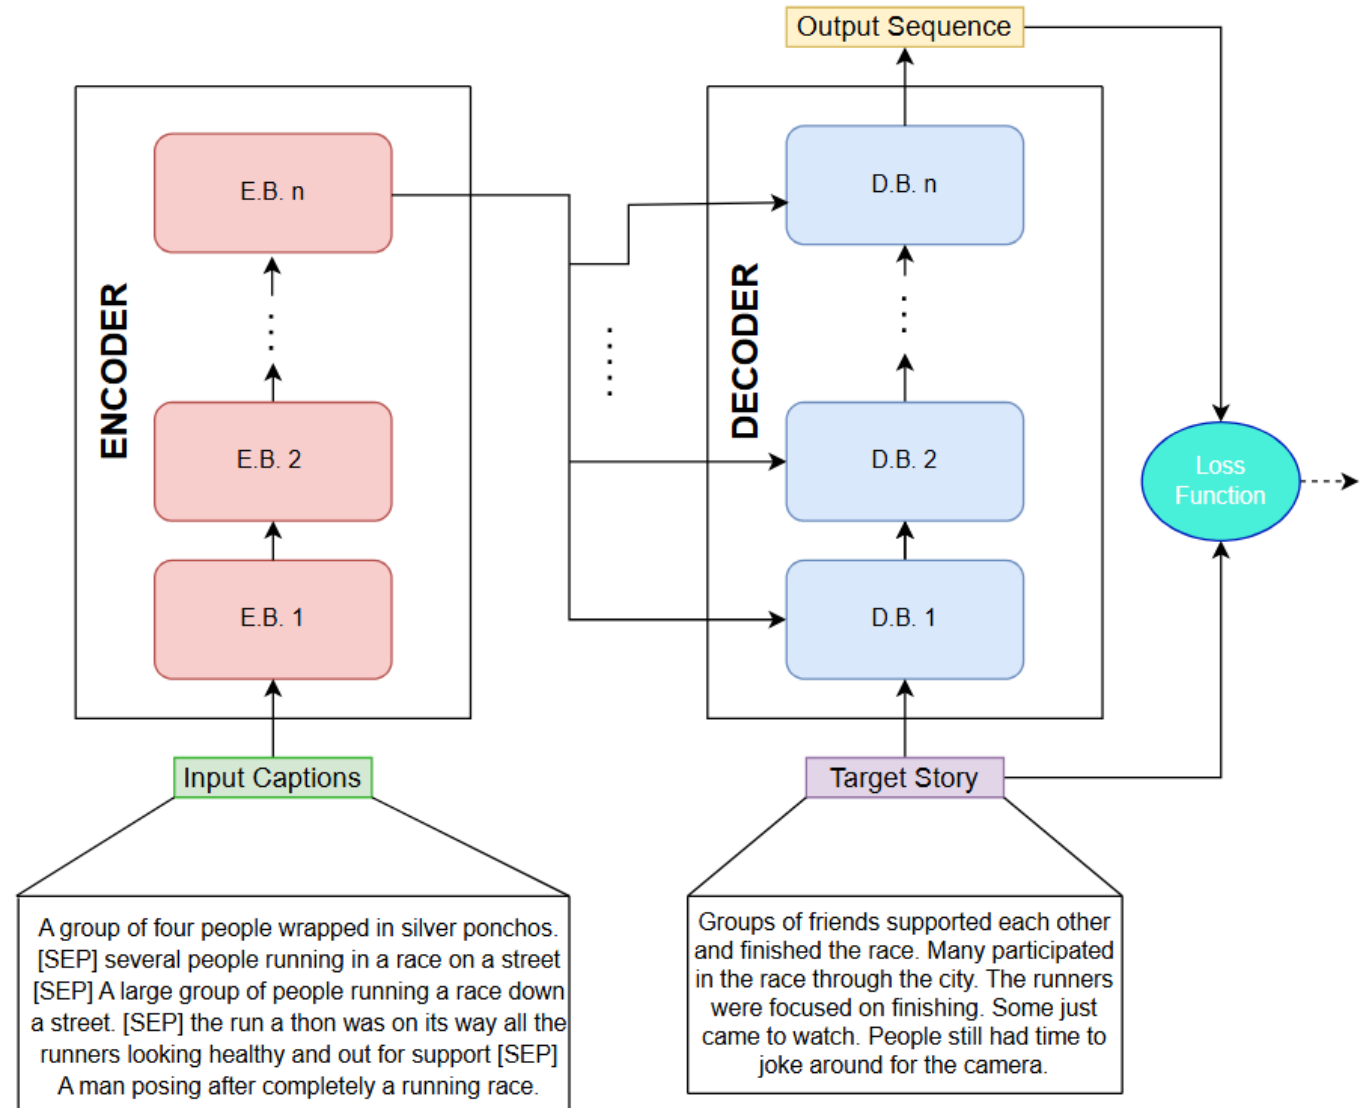 Output Sequence
E.B. n
D.B. n
ENCODER
DECODER
E.B. 2
D.B. 2
Loss
Function
E.B. 1
D.B. 1
Input Captions
Target Story
A group of four people wrapped in silver ponchos.
[SEP] several people running in a race on a street
[SEP] A large group of people running a race down
a street. [SEP] the run a thon was on its way all the
runners looking healthy and out for support [SEP]
A man posing after completely a running race.
Groups of friends supported each other
and finished the race. Many participated
in the race through the city. The runners
were focused on finishing. Some just
came to watch. People still had time to
joke around for the camera.